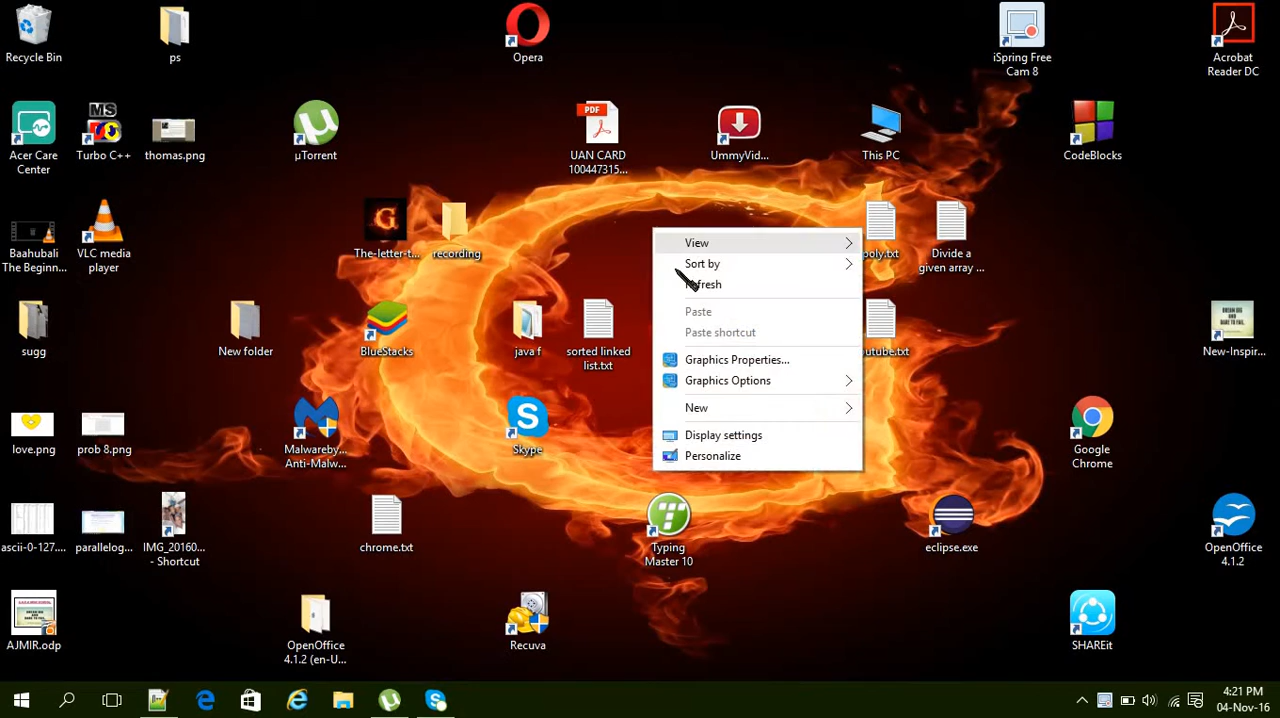 Recycle Bin
ps
Opera
iSpring Free
Cam 8
Acrobat
Reader DC
Acer Care
Center
MS
Turbo C++
thomas.png
µTorrent
PDF
UAN CARD
100447315...
UmmyVid...
This PC
CodeBlocks
Baahubali
The Beginn...
VLC media
player
G
The-letter-t...
recording
poly.txt
Divide a
given array ...
View
Sort by
Refresh
Paste
Paste shortcut
Graphics Properties...
Graphics Options
New
Display settings
Personalize
sugg
New folder
BlueStacks
java f
sorted linked
list.txt
outube.txt
New-Inspir...
love.png
prob 8.png
Malwareby...
Anti-Malw...
Skype
Google
Chrome
ascii-0-127....
parallelog...
IMG_20160...
- Shortcut
chrome.txt
Typing
Master 10
eclipse.exe
OpenOffice
4.1.2
AJMIR.odp
OpenOffice
4.1.2 (en-U...
Recuva
SHAREit
4:21 PM
04-Nov-16